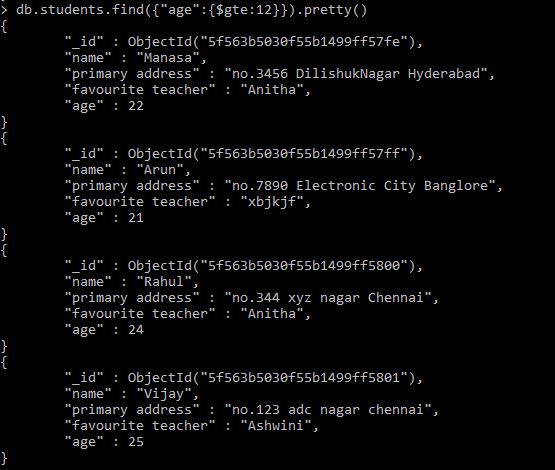 > db.students.find({"age":{$gte:12}}).pretty()
{
        "_id" : ObjectId("5f563b5030f55b1499ff57fe"),
        "name" : "Manasa",
        "primary address" : "no.3456 DilishukNagar Hyderabad",
        "favourite teacher" : "Anitha",
        "age" : 22
}
{
        "_id" : ObjectId("5f563b5030f55b1499ff57ff"),
        "name" : "Arun",
        "primary address" : "no.7890 Electronic City Banglore",
        "favourite teacher" : "xbjkjf",
        "age" : 21
}
{
        "_id" : ObjectId("5f563b5030f55b1499ff5800"),
        "name" : "Rahul",
        "primary address" : "no.344 xyz nagar Chennai",
        "favourite teacher" : "Anitha",
        "age" : 24
}
{
        "_id" : ObjectId("5f563b5030f55b1499ff5801"),
        "name" : "Vijay",
        "primary address" : "no.123 adc nagar chennai",
        "favourite teacher" : "Ashwini",
        "age" : 25
}